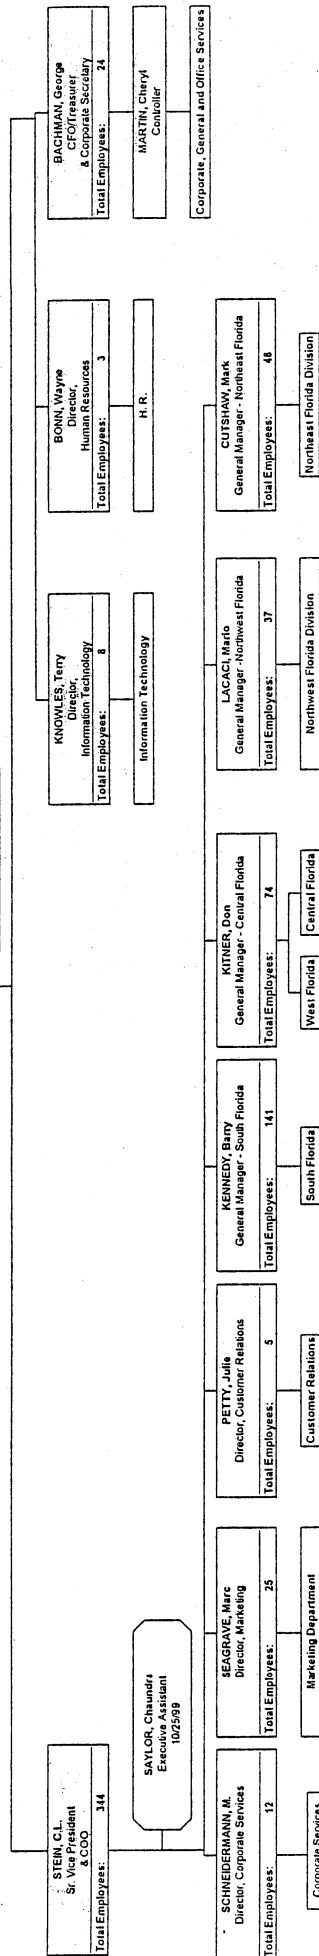 STEIN, C.L.
Sr. Vice President
& COO
Total Employees: 344
KNOWLES, Terry
Director,
Information Technology
Total Employees: 8
Information Technology
BONN, Wayne
Director,
Human Resources
Total Employees: 3
H. R.
BACHMAN, George
CFO/Treasurer
& Corporate Secretary
Total Employees: 24
MARTIN, Cheryl
Controller
Corporate, General and Office Services
SAYLOR, Chaundra
Executive Assistant
10/25/99
SCHNEIDERMANN, M.
Director, Corporate Services
Total Employees: 12
Corporate Services
SEAGRAVE, Marc
Director, Marketing
Total Employees: 25
Marketing Department
PETTY, Julie
Director, Customer Relations
Total Employees: 5
Customer Relations
KENNEDY, Barry
General Manager - South Florida
Total Employees: 141
South Florida
KITNER, Don
General Manager - Central Florida
Total Employees: 74
West Florida
Central Florida
LACACI, Mario
General Manager -Northwest Florida
Total Employees: 37
Northwest Florida Division
CUTSHAW, Mark
General Manager - Northeast Florida
Total Employees: 48
Northeast Florida Division